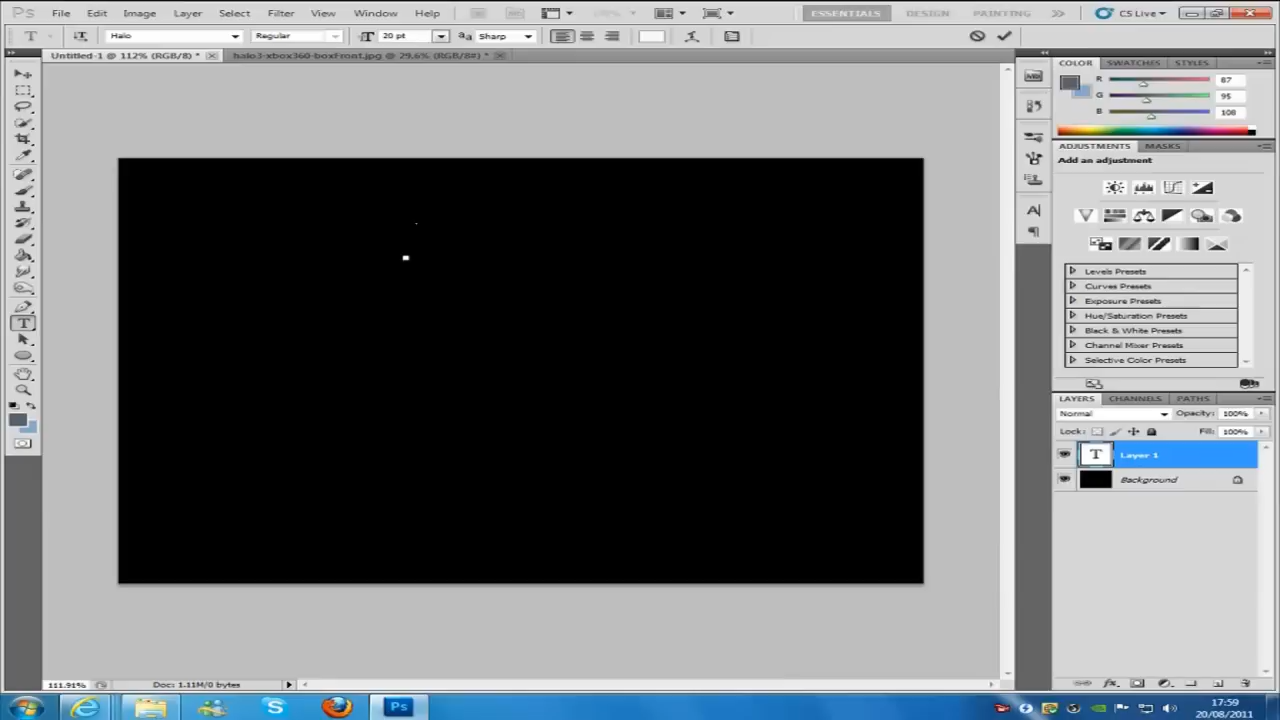 Ps File Edit Image Layer Select Filter View Window Help ESSENTIALS DESIGN PAINTING CS Live
T Halo Regular 20 pt aa Sharp
Untitled-1 @ 112% (RGB/8) * halo3-xbox360-boxFront.jpg @ 29.6% (RGB/8#) *
COLOR SWATCHES STYLES
R 87
G 95
B 108
ADJUSTMENTS MASKS
Add an adjustment
Levels Presets
Curves Presets
Exposure Presets
Hue/Saturation Presets
Black & White Presets
Channel Mixer Presets
Selective Color Presets
LAYERS CHANNELS PATHS
Normal Opacity: 100%
Lock: Fill: 100%
T Layer 1
Background
111.91% Doc: 1.11M/0 bytes
Ps
17:59
20/08/2011